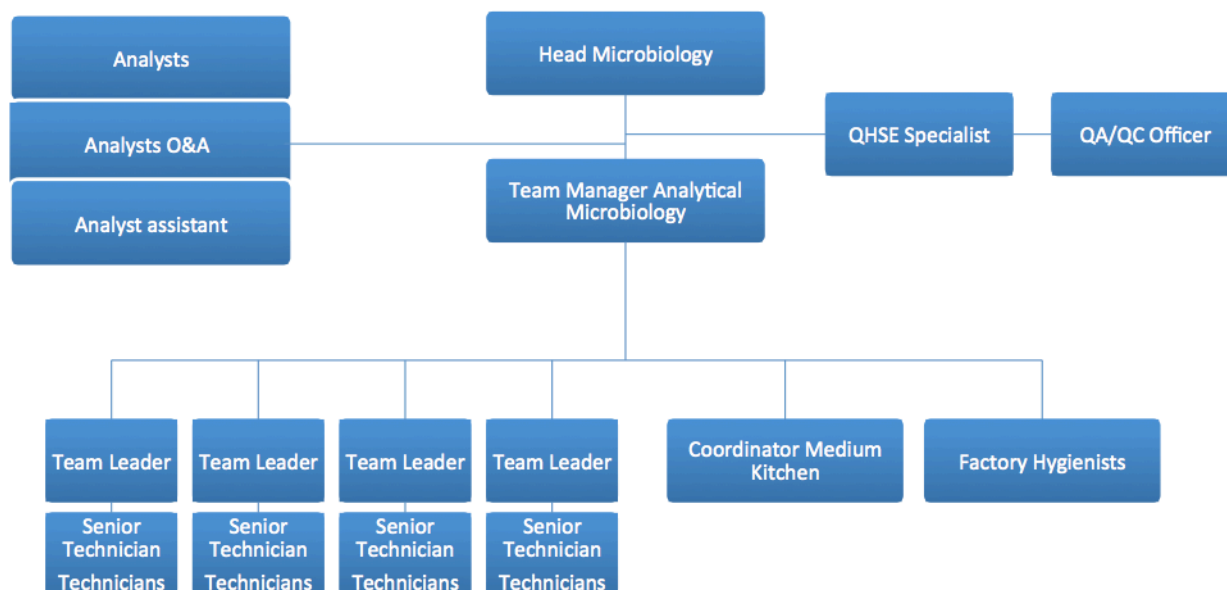 Analysts
Head Microbiology
Analysts O&A
QHSE Specialist
QA/QC Officer
Analyst assistant
Team Manager Analytical
Microbiology
Team Leader
Team Leader
Team Leader
Team Leader
Coordinator Medium
Kitchen
Factory Hygienists
Senior
Technician
Technicians
Senior
Technician
Technicians
Senior
Technician
Technicians
Senior
Technician
Technicians